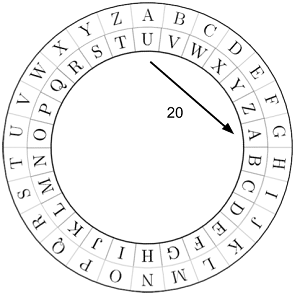 A B C D E F G H I J K L M N O P Q R S T U V W X Y Z
U V W X Y Z A B C D E F G H I J K L M N O P Q R S T
20